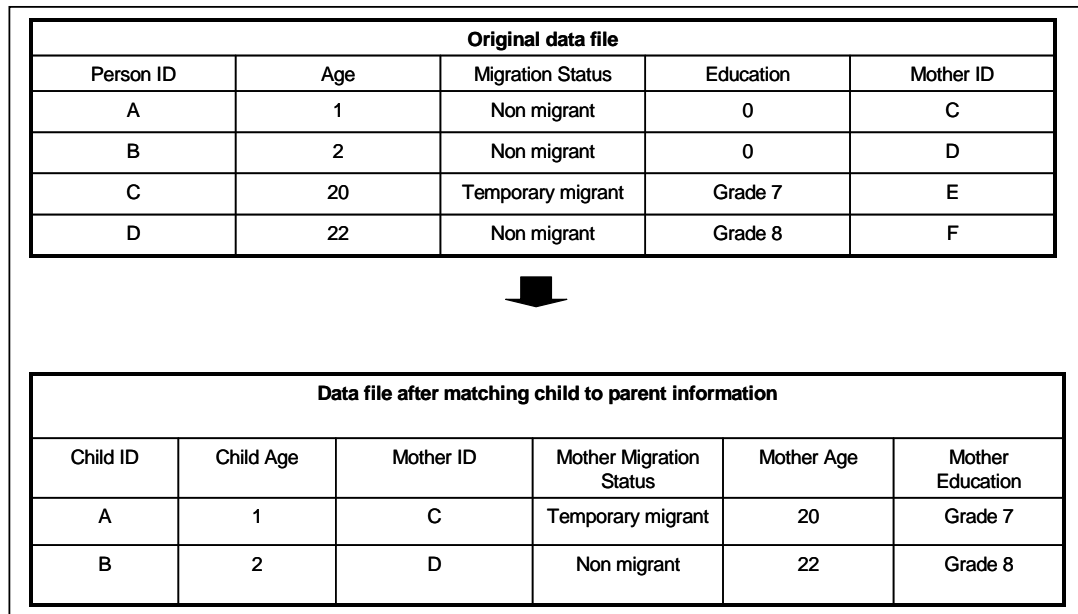 Original data file
Person ID Age Migration Status Education Mother ID
A 1 Non migrant 0 C
B 2 Non migrant 0 D
C 20 Temporary migrant Grade 7 E
D 22 Non migrant Grade 8 F
Data file after matching child to parent information
Child ID Child Age Mother ID Mother Migration Status Mother Age Mother Education
A 1 C Temporary migrant 20 Grade 7
B 2 D Non migrant 22 Grade 8